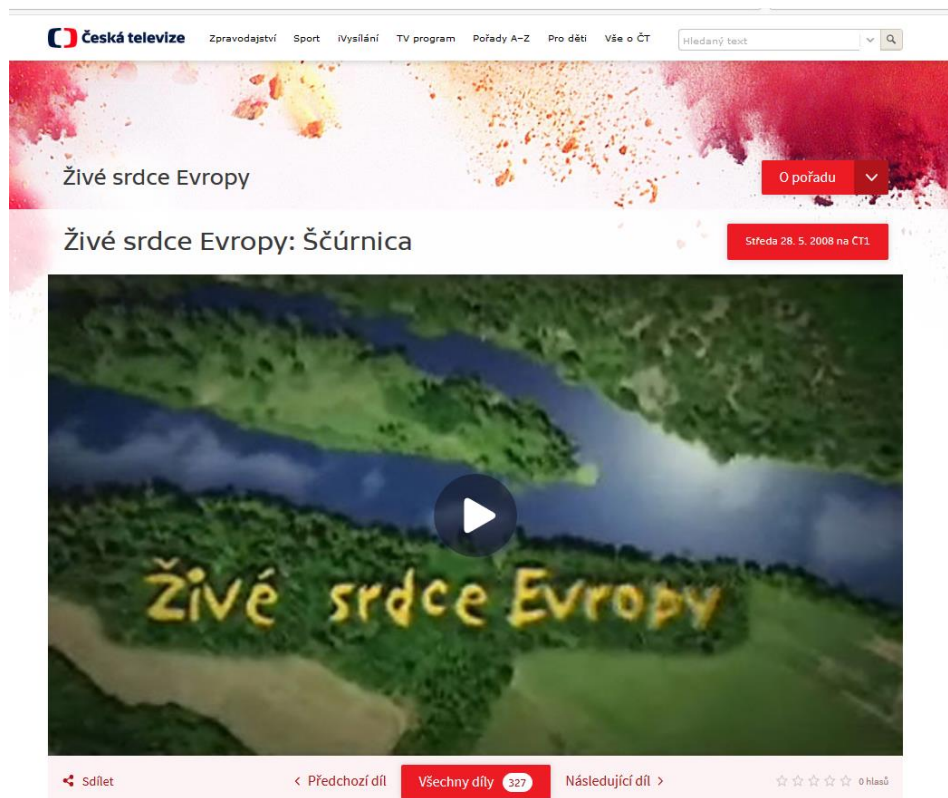 Česká televize Zpravodajství Sport iVysílání TV program Pořady A–Z Pro děti Vše o ČT Hledaný text
Živé srdce Evropy O pořadu
Živé srdce Evropy: Ščúrnica Středa 28. 5. 2008 na ČT1
Živé srdce Evropy
Sdílet Předchozí díl Všechny díly 327 Následující díl 0 hlasů